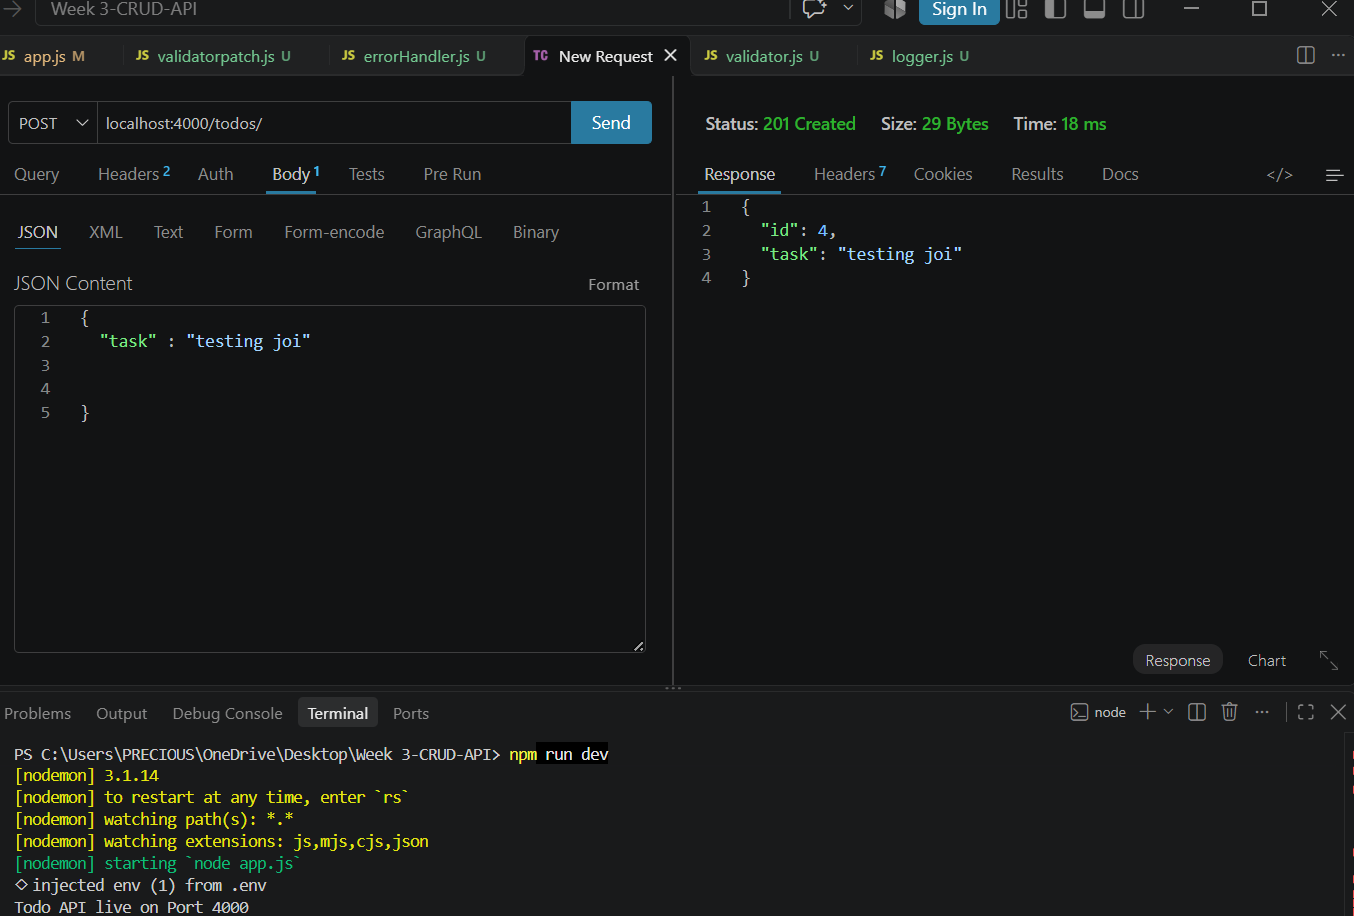 Week 3-CRUD-API
Sign In
JS app.js M
JS validatorpatch.js U
JS errorHandler.js U
TC New Request
JS validator.js U
JS logger.js U
POST
localhost:4000/todos/
Send
Query
Headers 2
Auth
Body 1
Tests
Pre Run
JSON
XML
Text
Form
Form-encode
GraphQL
Binary
JSON Content
Format
1 {
2 "task" : "testing joi"
3
4
5 }
Status: 201 Created Size: 29 Bytes Time: 18 ms
Response
Headers 7
Cookies
Results
Docs
</>
1 {
2 "id": 4,
3 "task": "testing joi"
4 }
Response
Chart
Problems
Output
Debug Console
Terminal
Ports
node
PS C:\Users\PRECIOUS\OneDrive\Desktop\Week 3-CRUD-API> npm run dev
[nodemon] 3.1.14
[nodemon] to restart at any time, enter `rs`
[nodemon] watching path(s): *.*
[nodemon] watching extensions: js,mjs,cjs,json
[nodemon] starting `node app.js`
◇ injected env (1) from .env
Todo API live on Port 4000